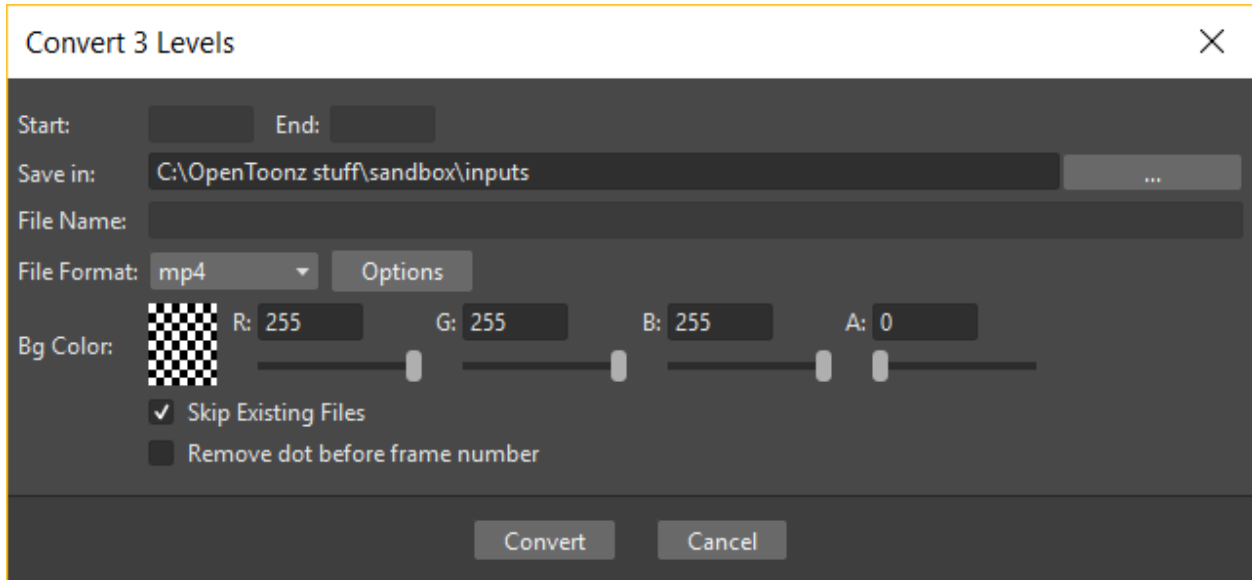 Convert 3 Levels
Start: End:
Save in: C:\OpenToonz stuff\sandbox\inputs ...
File Name:
File Format: mp4 Options
Bg Color: R: 255 G: 255 B: 255 A: 0
Skip Existing Files
Remove dot before frame number
Convert Cancel